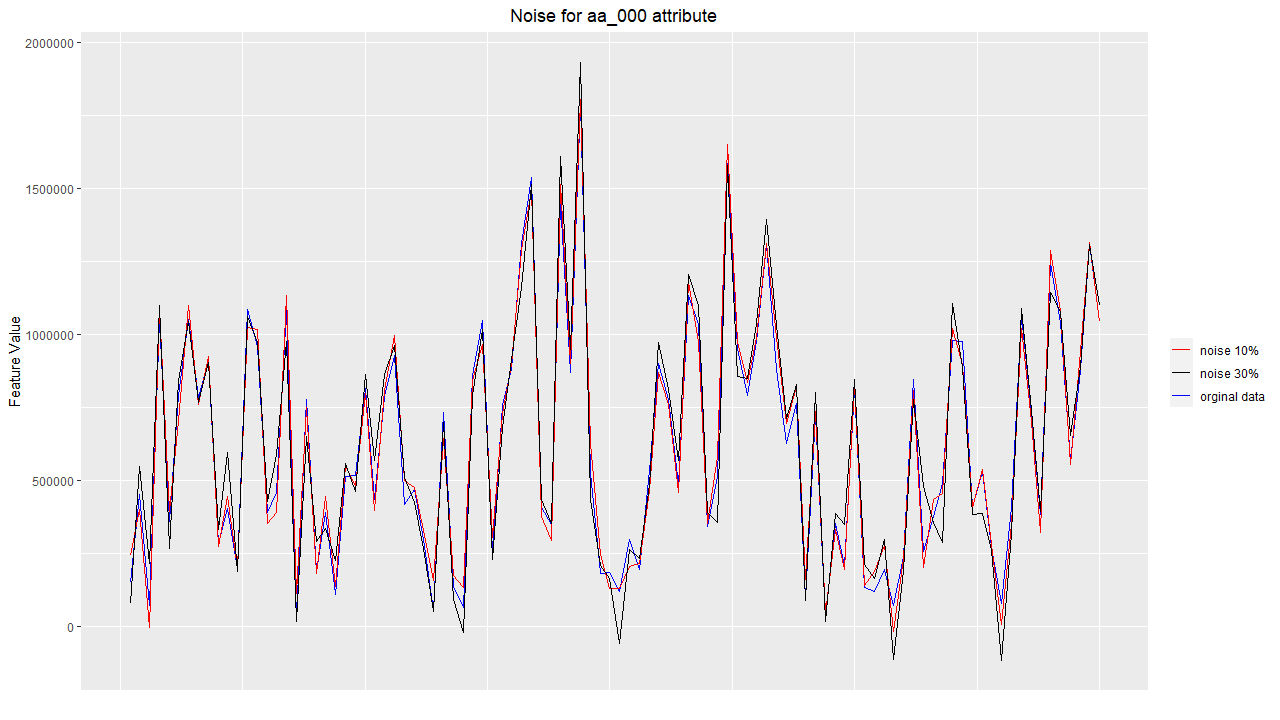 Noise for aa_000 attribute
2000000
1500000
1000000
500000
0
Feature Value
noise 10%
noise 30%
orginal data